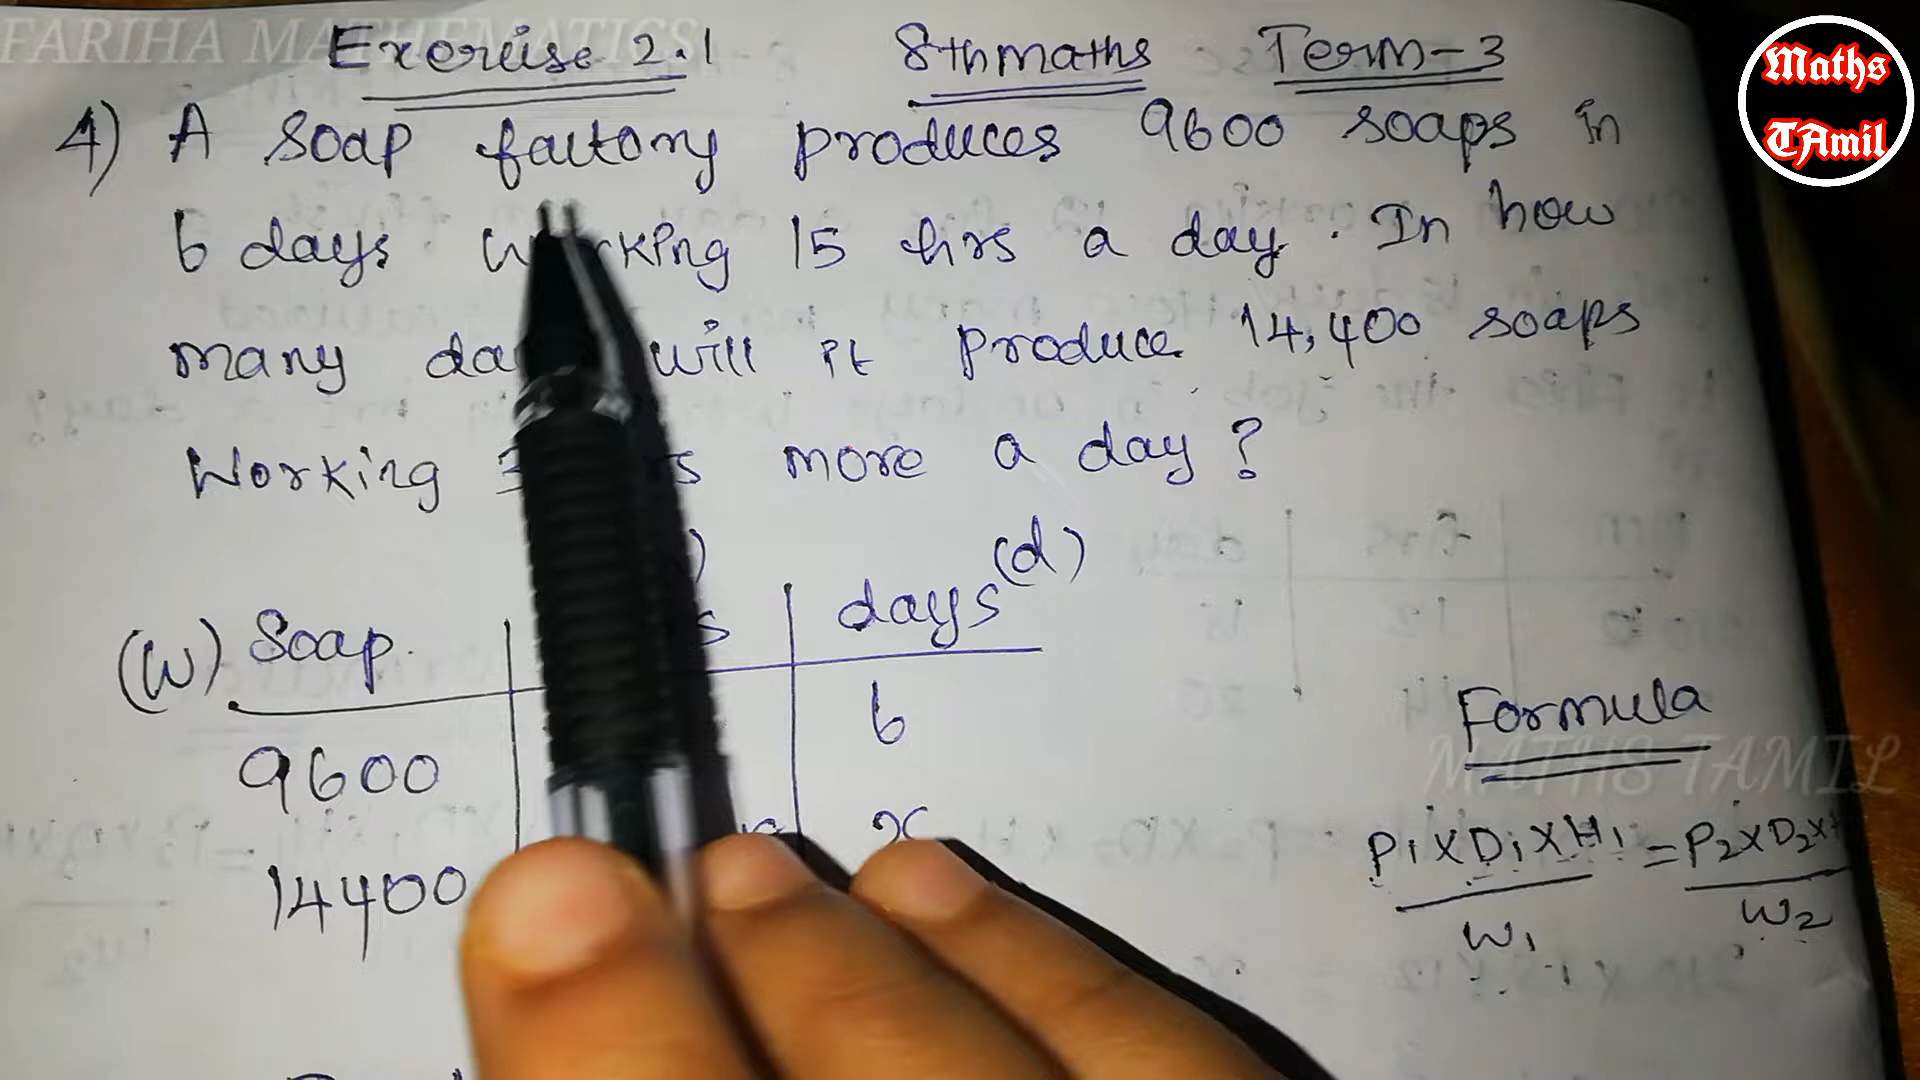 FARIHA MATHEMATICS
Exercise 2.1 8th maths Term-3
Maths
TAmil
4) A soap factory produces 9600 soaps in
6 days working 15 hrs a day. In how
many will it produce 14,400 soaps
working more a day?
(d)
(W) Soap days
9600 6
14400 x
Formula
MATHS TAMIL
P1 x D1 x H1 = P2 x D2 x
W1 W2